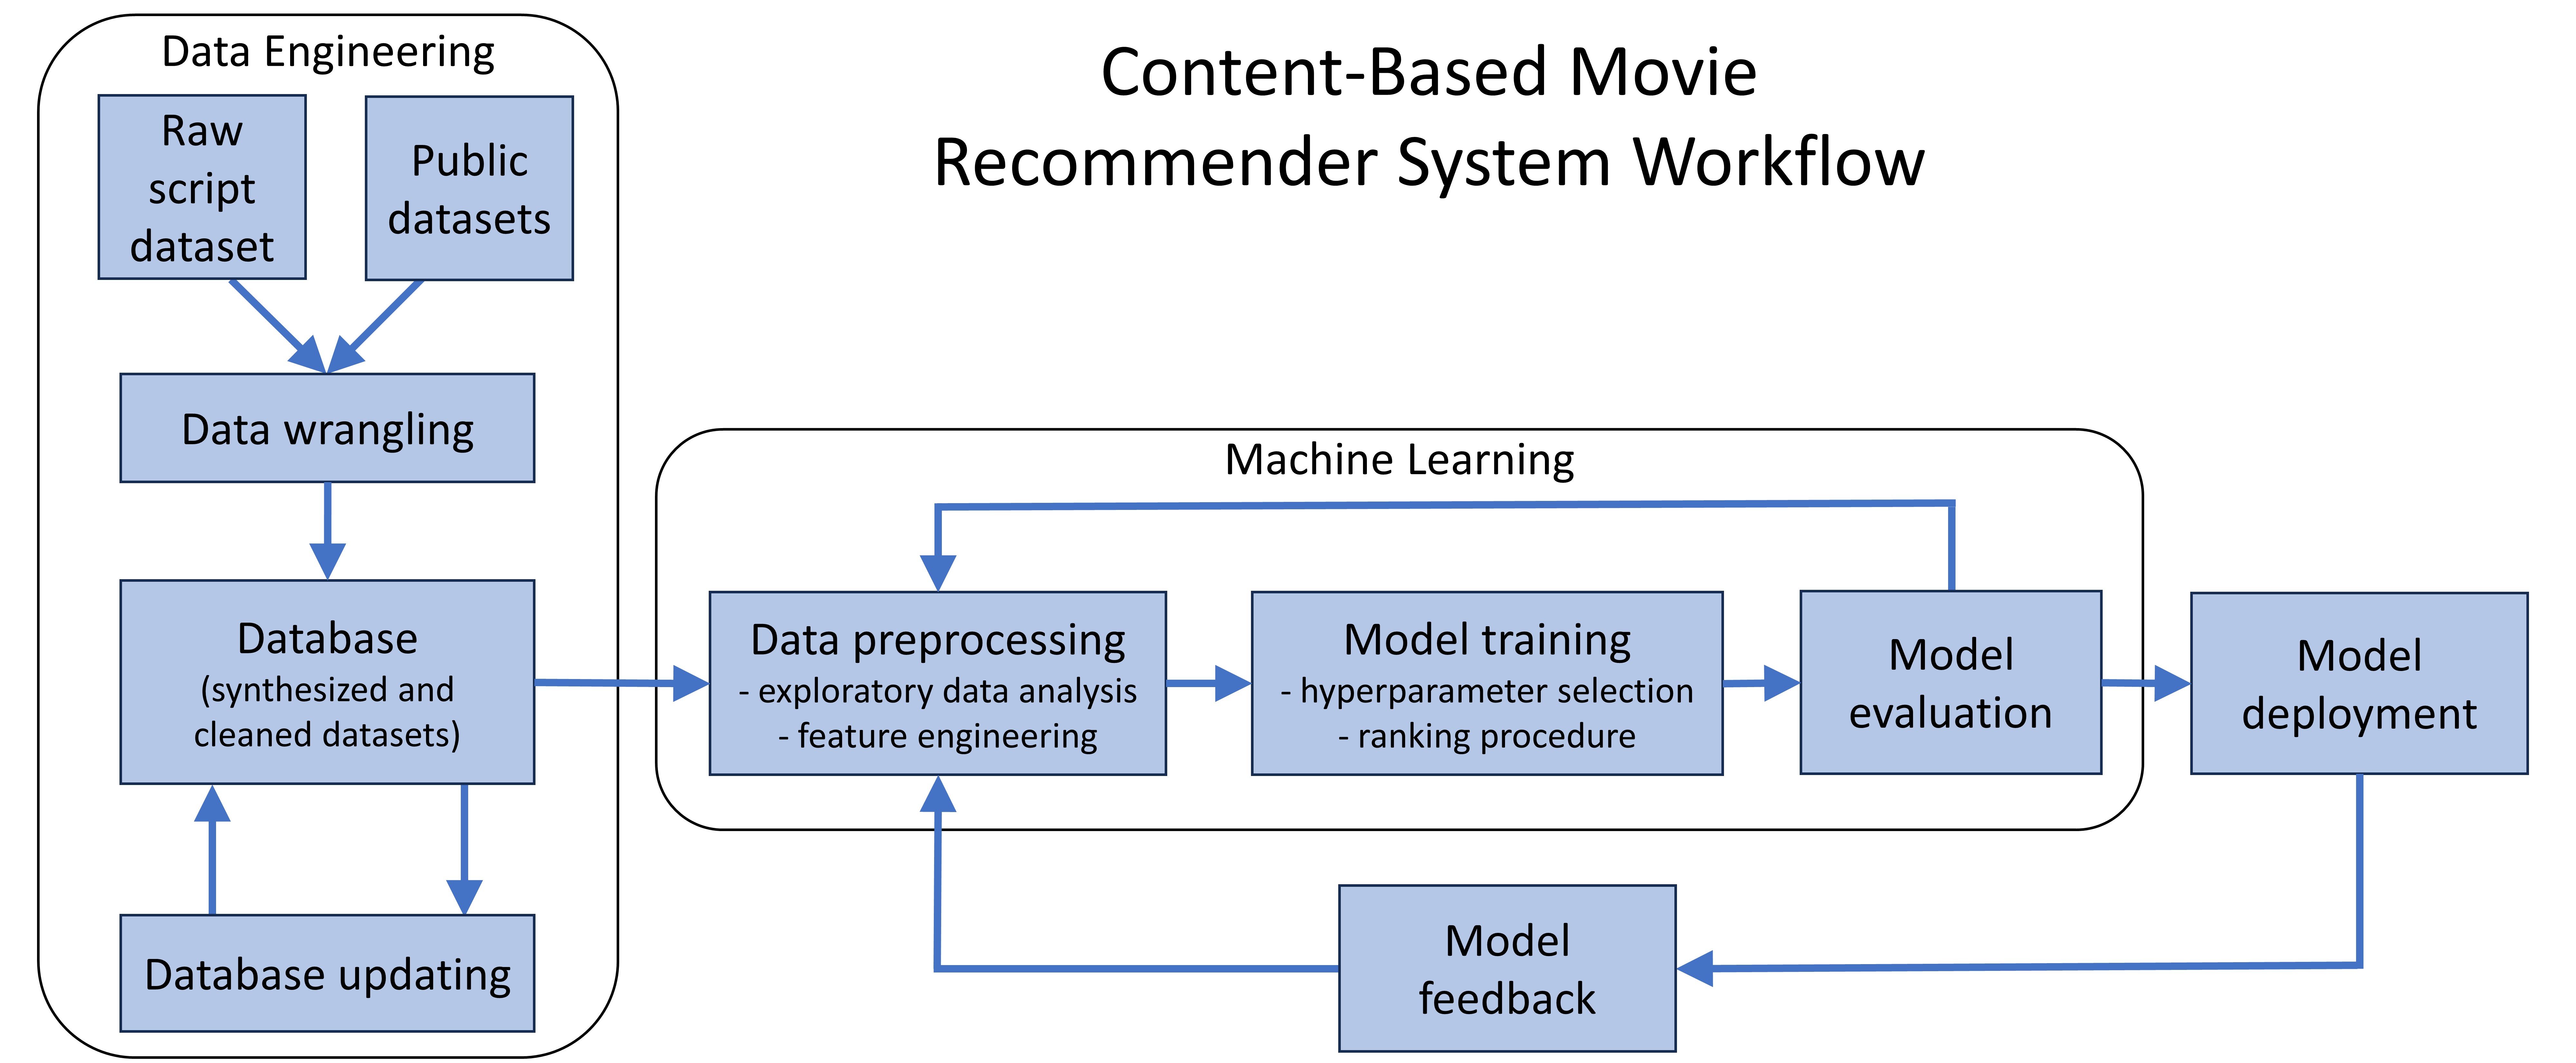 Content-Based Movie
Recommender System Workflow
Data Engineering
Raw
script
dataset
Public
datasets
Data wrangling
Database
(synthesized and
cleaned datasets)
Database updating
Machine Learning
Data preprocessing
- exploratory data analysis
- feature engineering
Model training
- hyperparameter selection
- ranking procedure
Model
evaluation
Model
deployment
Model
feedback